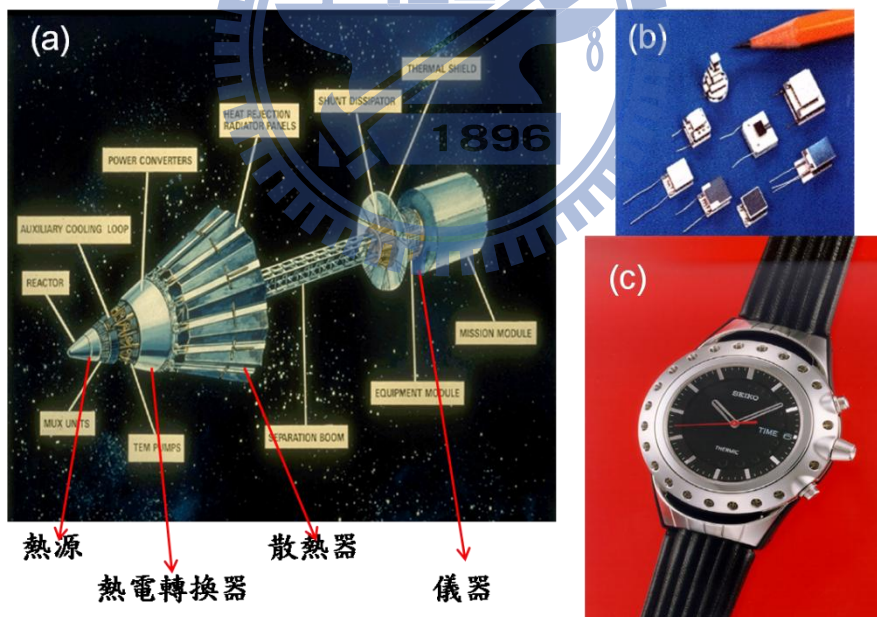 (a)
THERMAL SHIELD
SHUNT DISSIPATOR
HEAT REJECTION
RADIATOR PANELS
1896
POWER CONVERTERS
AUXILIARY COOLING LOOP
REACTOR
MISSION MODULE
EQUIPMENT MODULE
MUX UNITS
SEPARATION BOOM
TEM PUMPS
熱源
散熱器
熱電轉換器
儀器
(b)
8
(c)
SEIKO
TIME
THERMIC